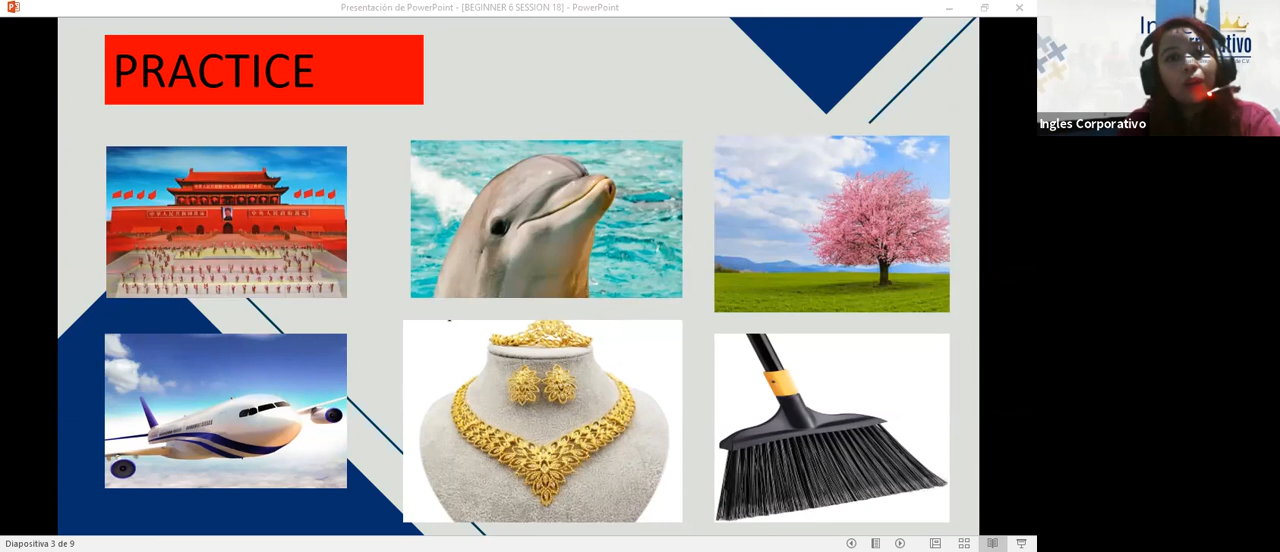 Presentación de PowerPoint - [BEGINNER 6 SESSION 18] - PowerPoint
PRACTICE
Ingles Corporativo
Diapositiva 3 de 9